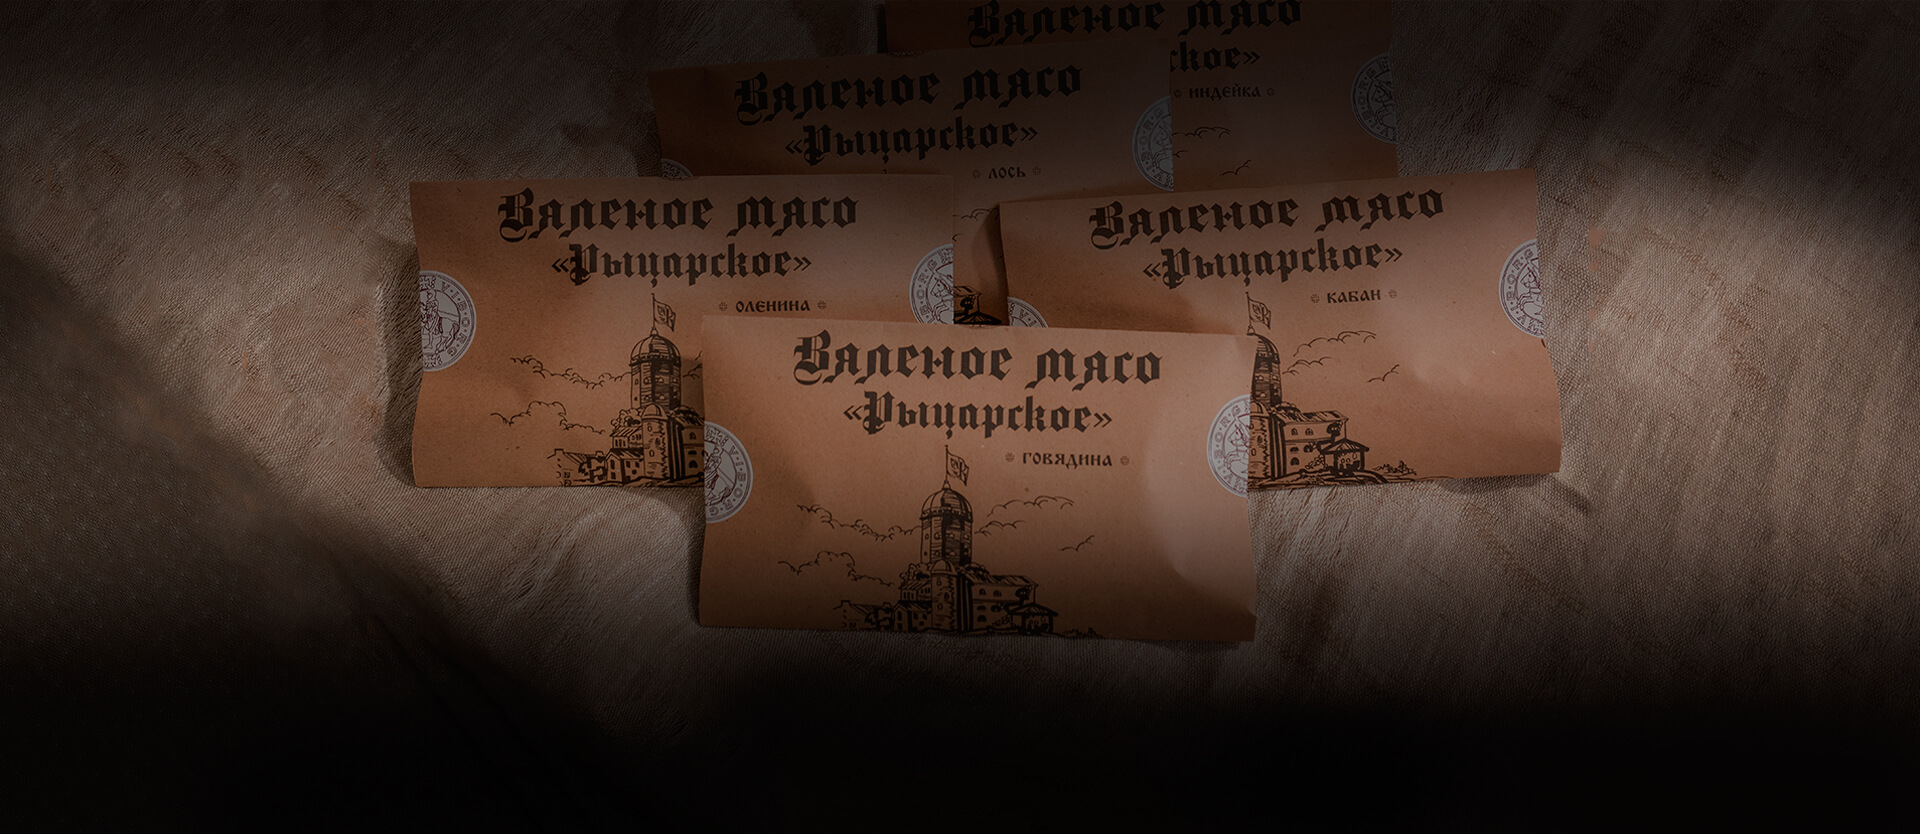 Вяленое мясо
«Рыцарское»
индейка
Вяленое мясо
«Рыцарское»
лось
Вяленое мясо
«Рыцарское»
оленина
Вяленое мясо
«Рыцарское»
кабан
Вяленое мясо
«Рыцарское»
говядина
VIBORG